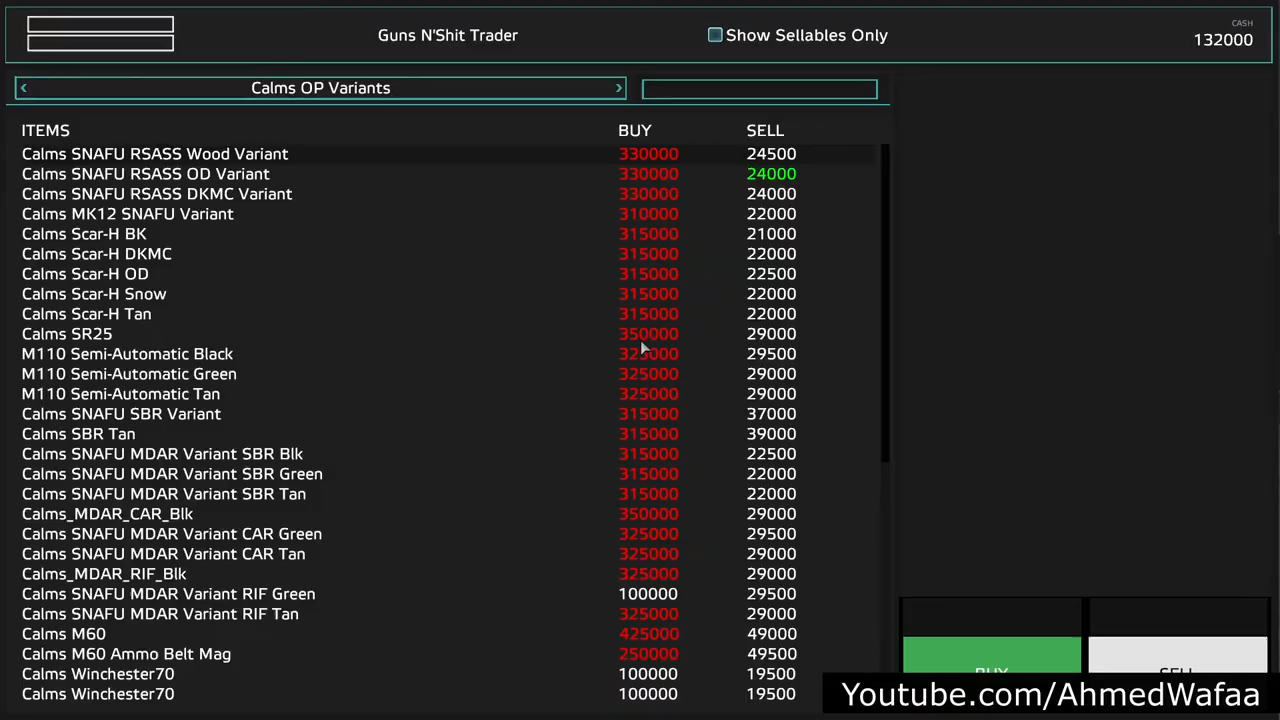 Guns N'Shit Trader
Show Sellables Only
CASH
132000
< Calms OP Variants >
ITEMS BUY SELL
Calms SNAFU RSASS Wood Variant 330000 24500
Calms SNAFU RSASS OD Variant 330000 24000
Calms SNAFU RSASS DKMC Variant 330000 24000
Calms MK12 SNAFU Variant 310000 22000
Calms Scar-H BK 315000 21000
Calms Scar-H DKMC 315000 22000
Calms Scar-H OD 315000 22500
Calms Scar-H Snow 315000 22000
Calms Scar-H Tan 315000 22000
Calms SR25 350000 29000
M110 Semi-Automatic Black 325000 29500
M110 Semi-Automatic Green 325000 29000
M110 Semi-Automatic Tan 325000 29000
Calms SNAFU SBR Variant 315000 37000
Calms SBR Tan 315000 39000
Calms SNAFU MDAR Variant SBR Blk 315000 22500
Calms SNAFU MDAR Variant SBR Green 315000 22000
Calms SNAFU MDAR Variant SBR Tan 315000 22000
Calms_MDAR_CAR_Blk 350000 29000
Calms SNAFU MDAR Variant CAR Green 325000 29500
Calms SNAFU MDAR Variant CAR Tan 325000 29000
Calms_MDAR_RIF_Blk 325000 29000
Calms SNAFU MDAR Variant RIF Green 100000 29500
Calms SNAFU MDAR Variant RIF Tan 325000 29000
Calms M60 425000 49000
Calms M60 Ammo Belt Mag 250000 49500
Calms Winchester70 100000 19500
Calms Winchester70 100000 19500
BUY SELL
Youtube.com/AhmedWafaa